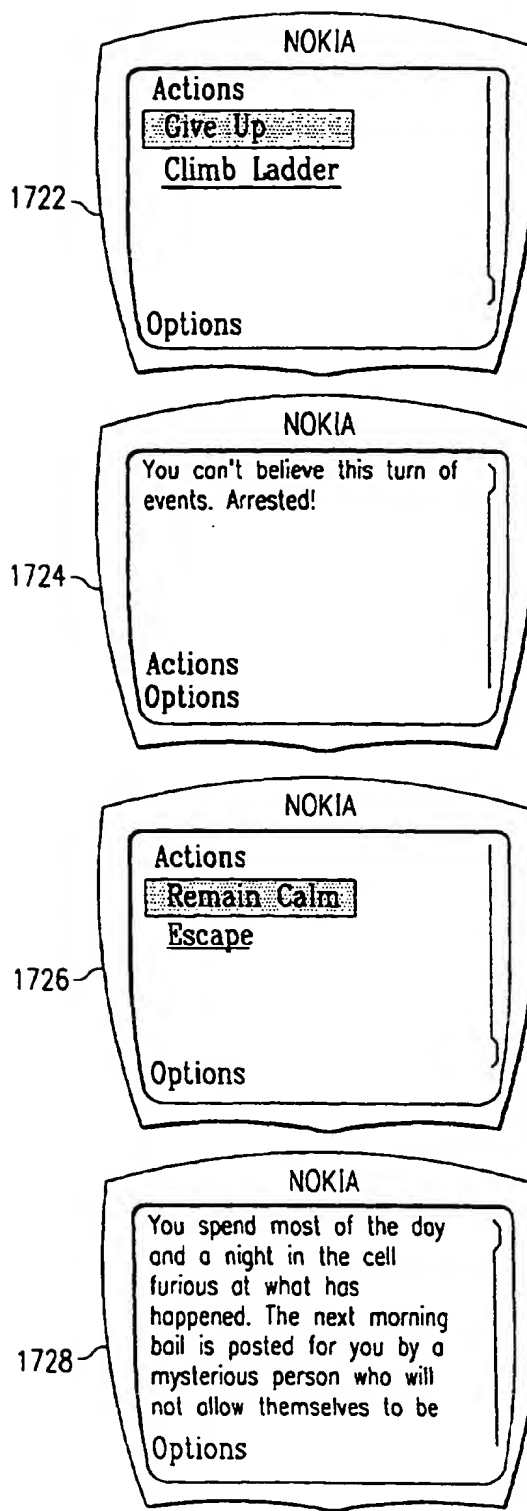 NOKIA
Actions
Give Up
Climb Ladder
1722
Options
NOKIA
You can't believe this turn of
events. Arrested!
1724
Actions
Options
NOKIA
Actions
Remain Calm
Escape
1726
Options
NOKIA
You spend most of the day
and a night in the cell
furious at what has
happened. The next morning
bail is posted for you by a
1728
mysterious person who will
not allow themselves to be
Options